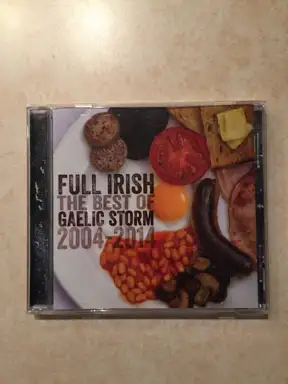 FULL IRISH
THE BEST OF
GAELIC STORM
2004-2014